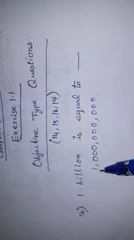 Exercise 1.1
Objective Type Questions
(14, 15, 16, 17)
14) 1 billion is equal to —
1,000,000,000